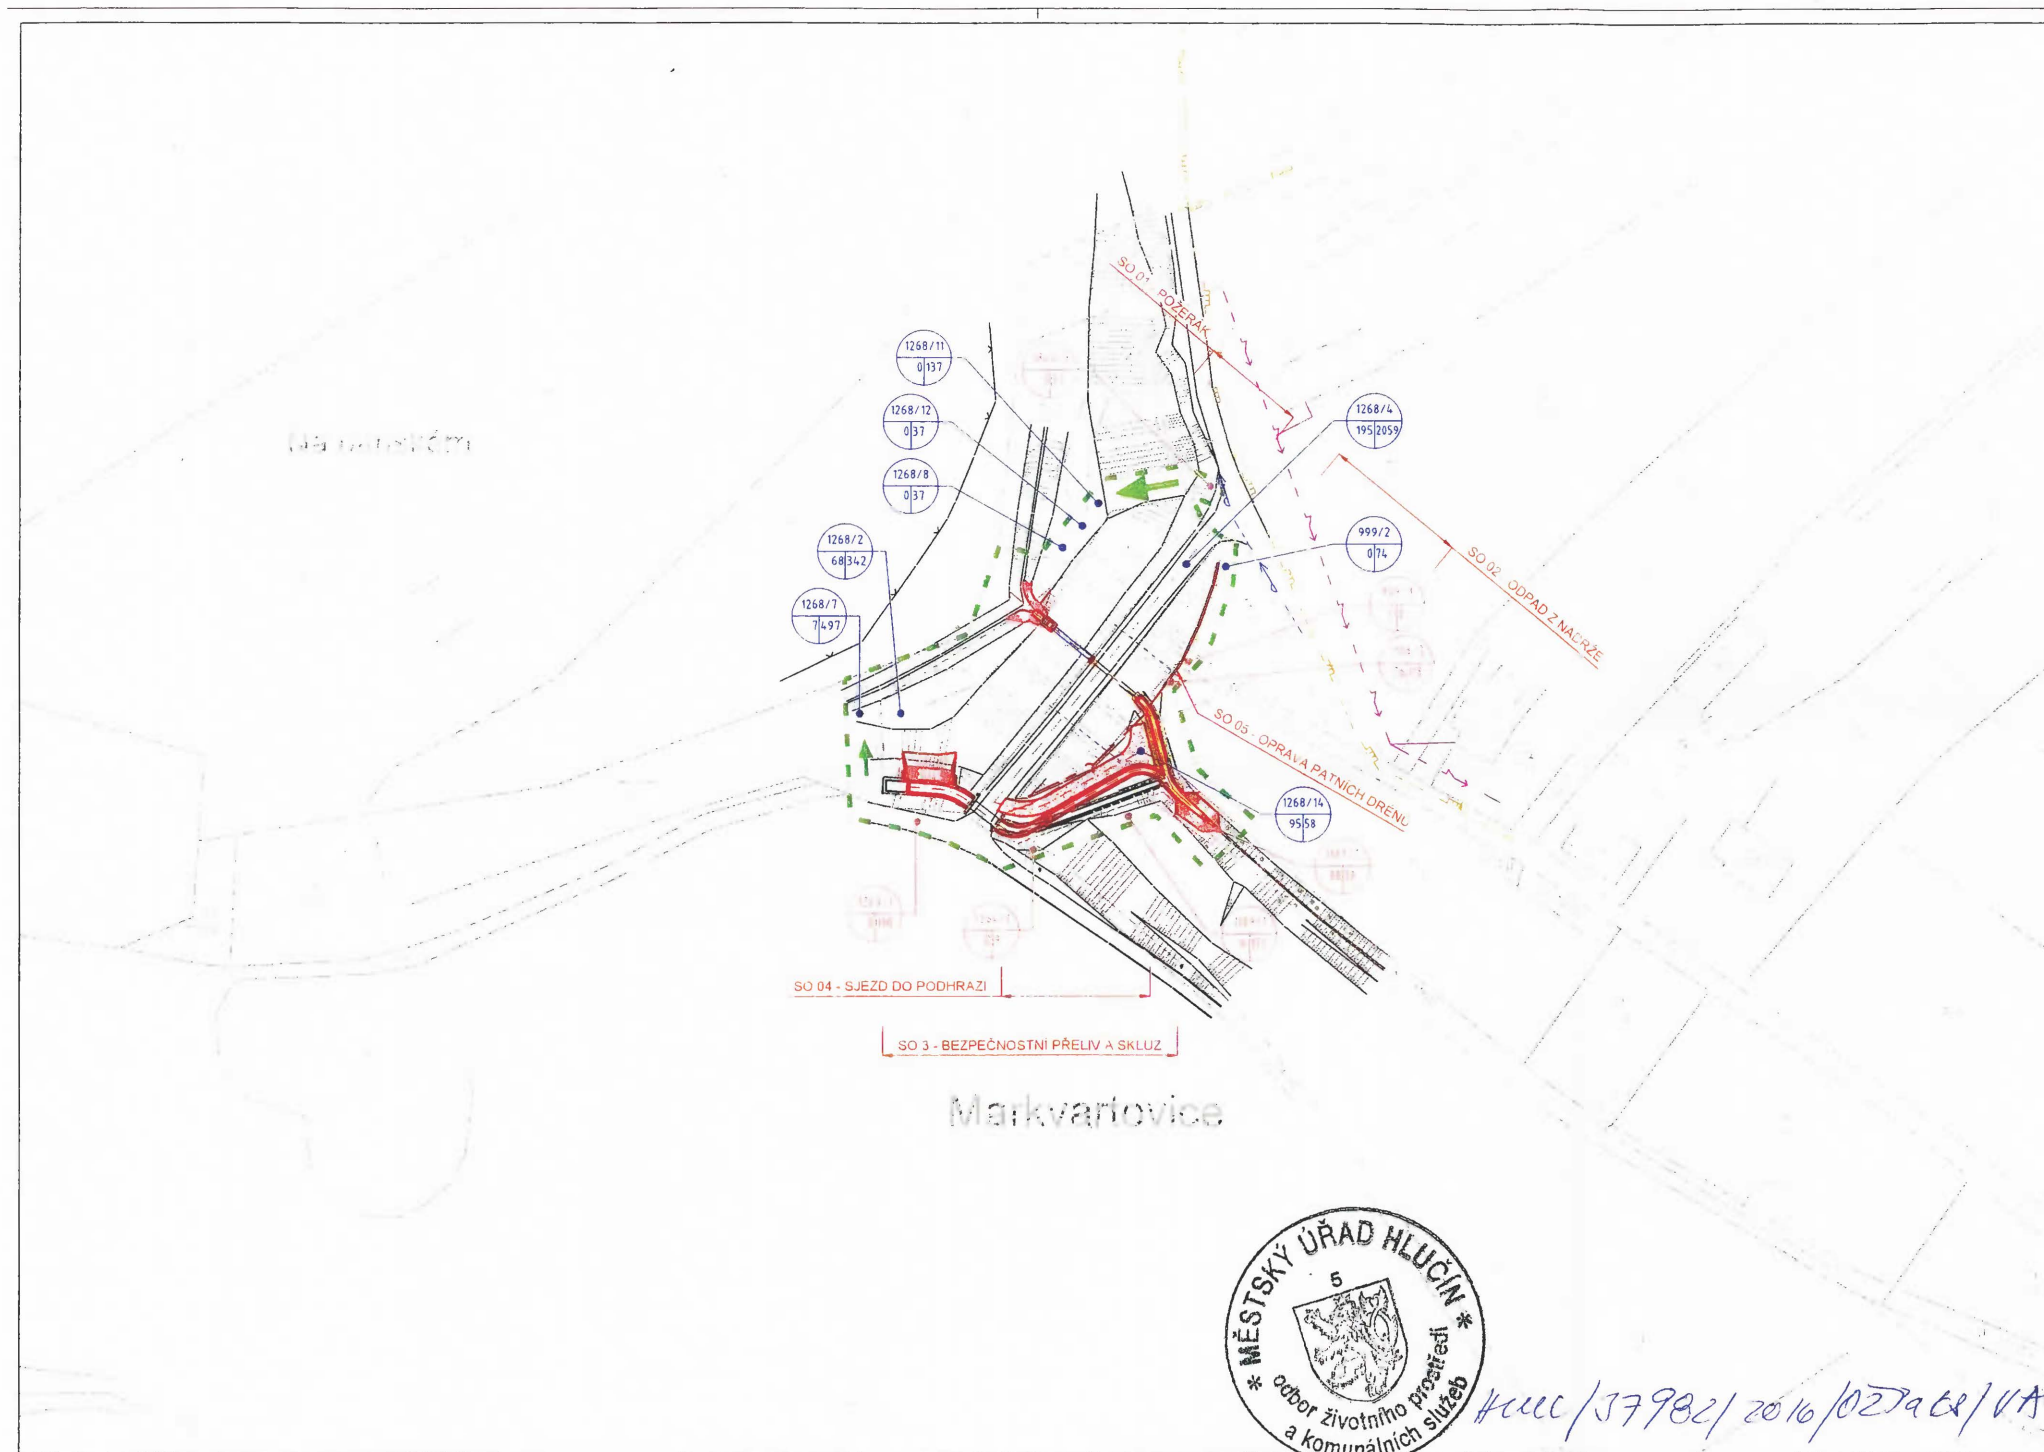 SO 01 - POŽERÁK
1268/11
0|137
1268/12
0|37
1268/8
0|37
1268/2
68|342
1268/7
7|497
1268/4
195|2059
999/2
0|74
SO 02 - ODPAD Z NÁDRŽE
SO 05 - OPRAVA PATNÍCH DRÉNŮ
1268/14
95|58
SO 04 - SJEZD DO PODHRÁZÍ
SO 3 - BEZPEČNOSTNÍ PŘELIV A SKLUZ
Markvartovice
* MĚSTSKÝ ÚŘAD HLUČÍN *
5
odbor životního prostředí
a komunálních služeb
/37982/2016/